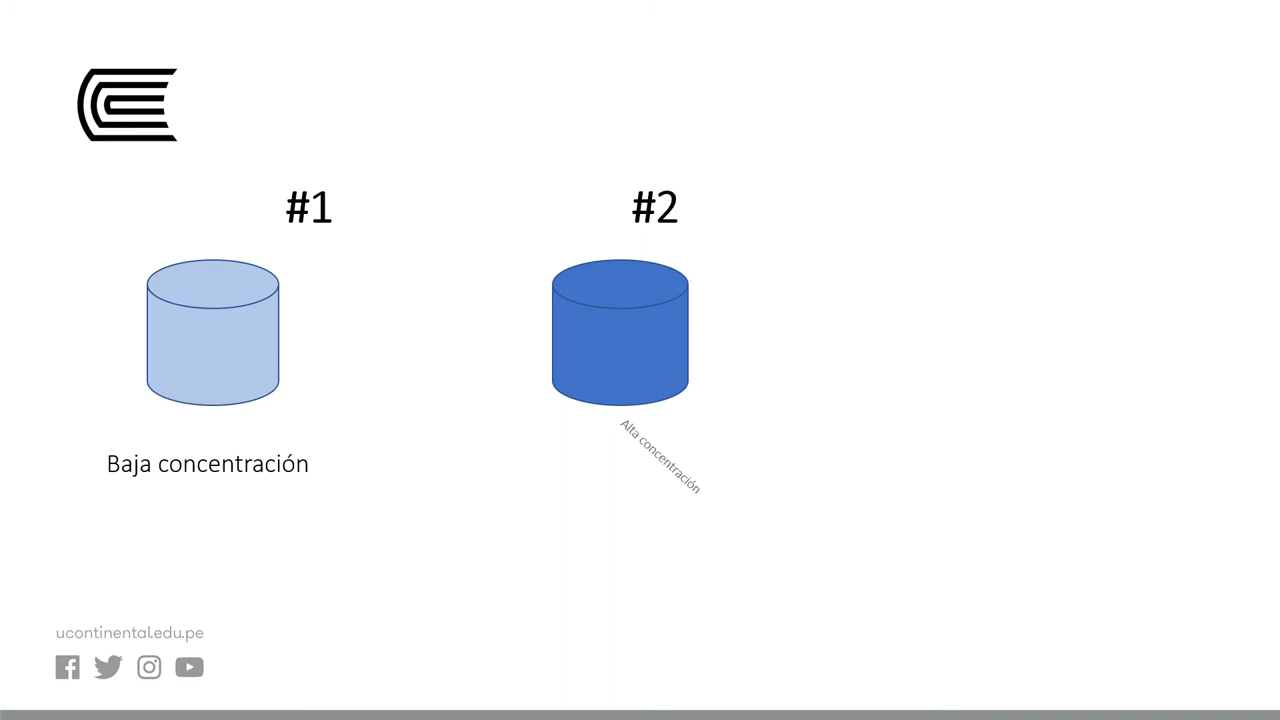 #1
#2
Baja concentración
Alta concentración
ucontinental.edu.pe